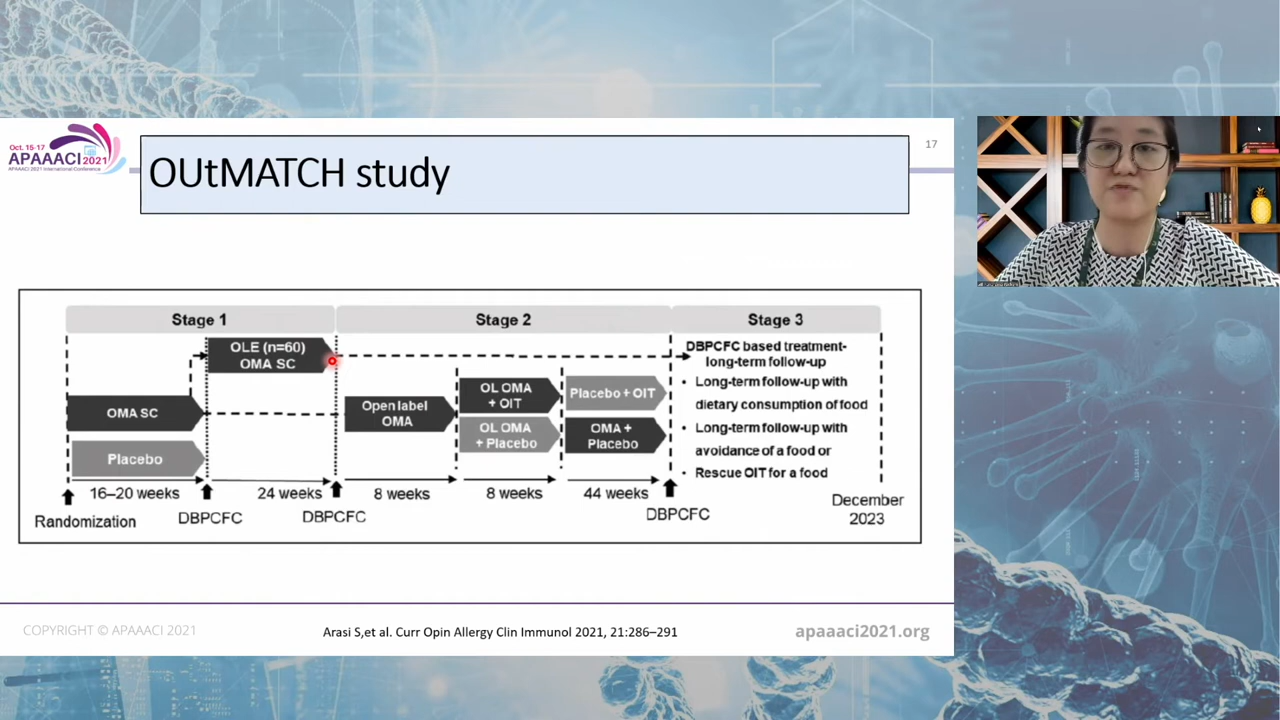 Oct. 15-17
APAAACI 2021
APAAACI 2021 International Conference
OUtMATCH study
17
Stage 1
Stage 2
Stage 3
OLE (n=60)
OMA SC
DBPCFC based treatment-
long-term follow-up
• Long-term follow-up with
dietary consumption of food
• Long-term follow-up with
avoidance of a food or
• Rescue OIT for a food
OMA SC
Placebo
Open label
OMA
OL OMA
+ OIT
OL OMA
+ Placebo
Placebo + OIT
OMA +
Placebo
16–20 weeks
24 weeks
8 weeks
8 weeks
44 weeks
Randomization
DBPCFC
DBPCFC
DBPCFC
December
2023
COPYRIGHT © APAAACI 2021
Arasi S,et al. Curr Opin Allergy Clin Immunol 2021, 21:286–291
apaaaci2021.org